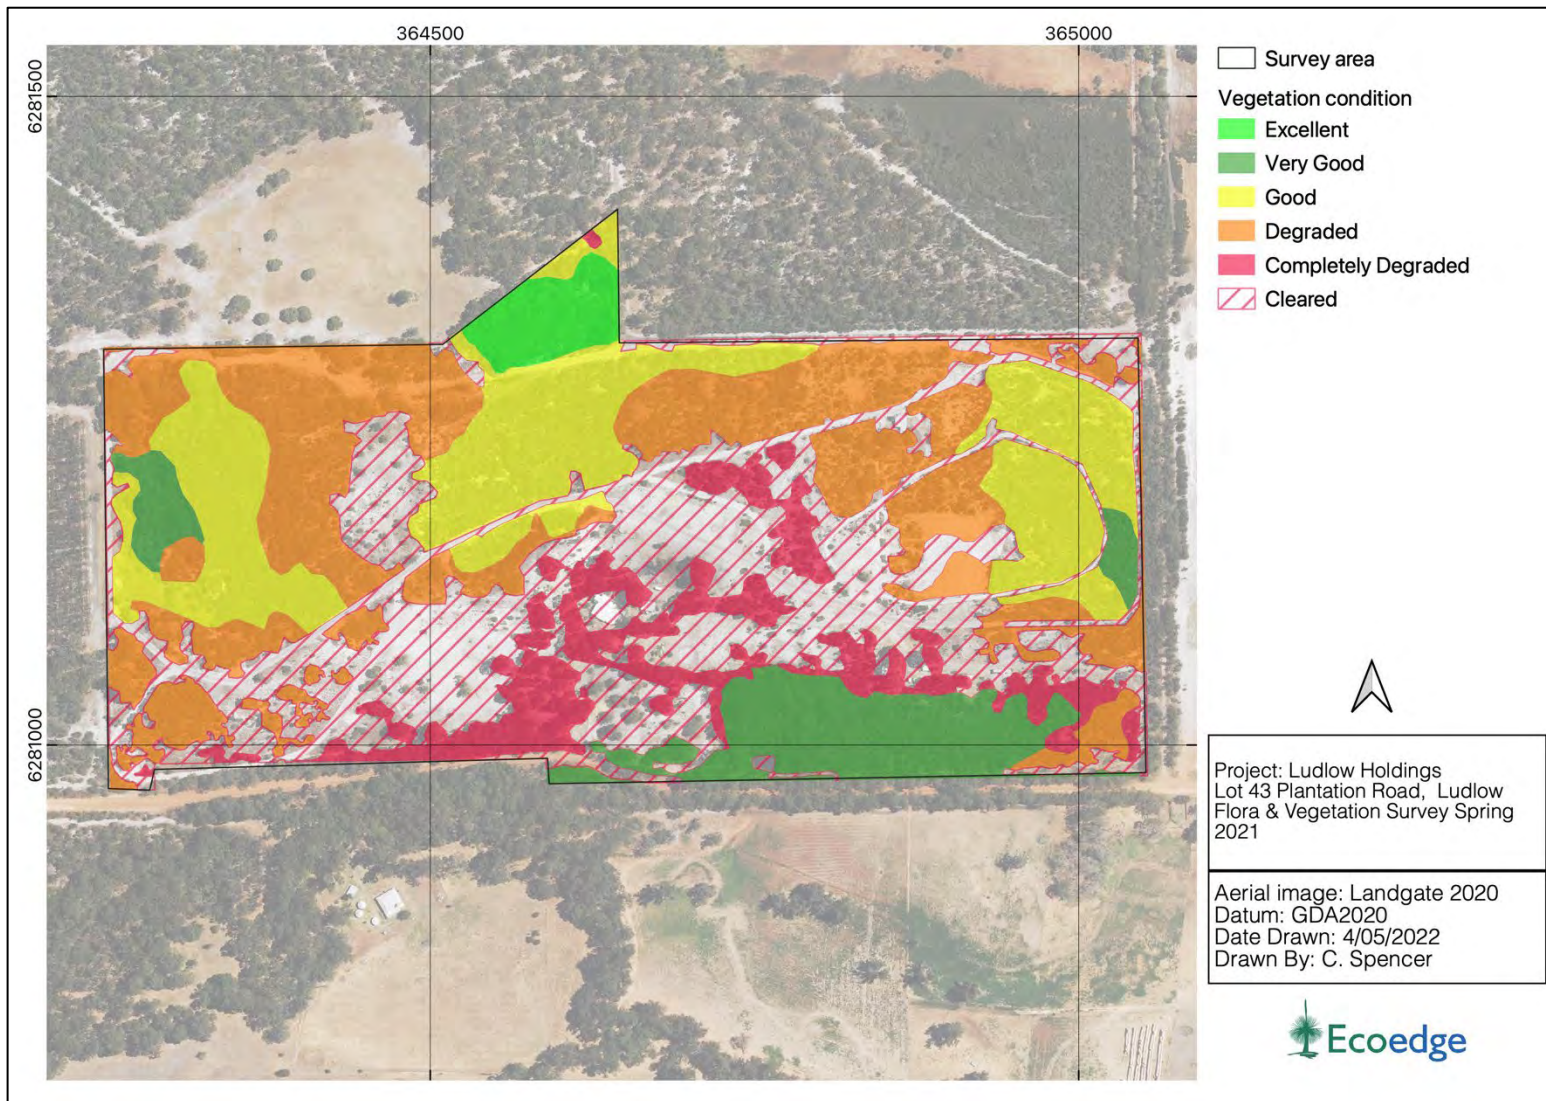 364500
365000
6281500
6281000
Survey area
Vegetation condition
Excellent
Very Good
Good
Degraded
Completely Degraded
Cleared
Project: Ludlow Holdings
Lot 43 Plantation Road, Ludlow
Flora & Vegetation Survey Spring
2021
Aerial image: Landgate 2020
Datum: GDA2020
Date Drawn: 4/05/2022
Drawn By: C. Spencer
Ecoedge